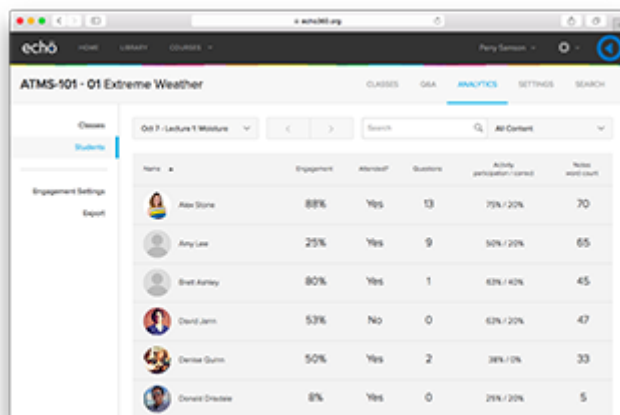 echo360.org
echo HOME LIBRARY COURSES Perry Samson
ATMS-101 - 01 Extreme Weather CLASSES Q&A ANALYTICS SETTINGS SEARCH
Classes
Students
Engagement Settings
Export
Oct 7 / Lecture 1: Moisture Search All Content
Name Engagement Attended? Questions Activity participation / correct Notes word count
Alex Stone 88% Yes 13 75% / 20% 70
Amy Lee 25% Yes 9 50% / 20% 65
Brett Ashley 80% Yes 1 63% / 40% 45
David Jann 53% No 0 63% / 20% 47
Denise Quinn 50% Yes 2 38% / 0% 33
Donald Drisdale 8% Yes 0 25% / 20% 5